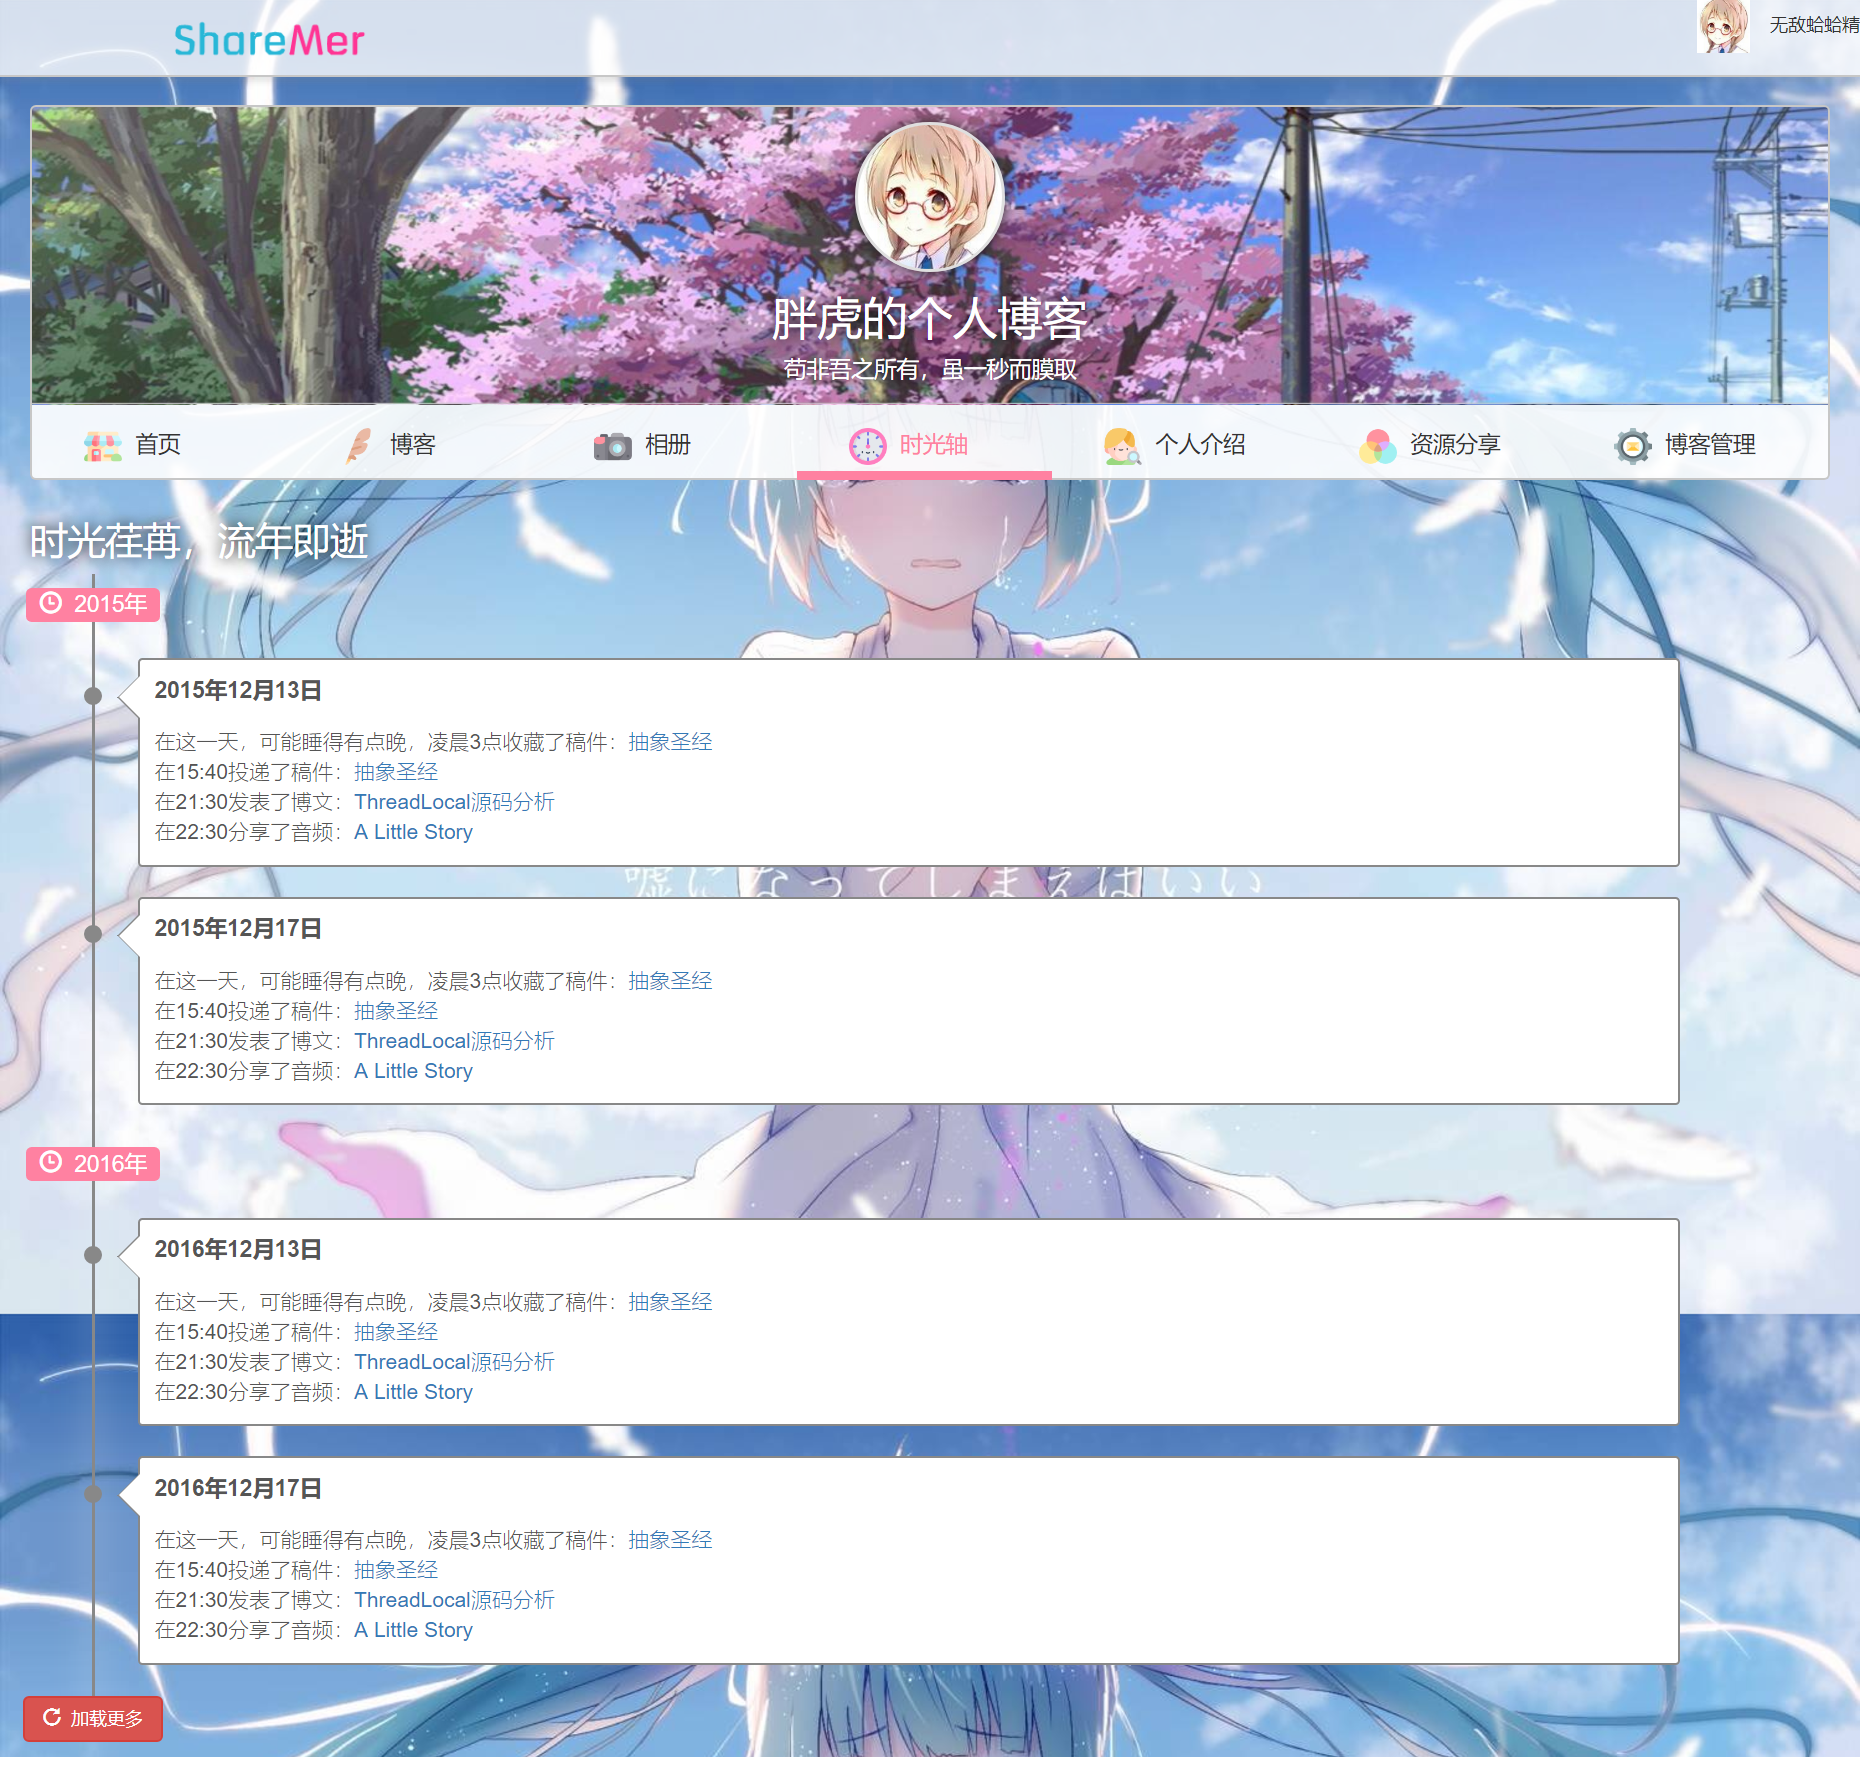 ShareMer
无敌蛤蛤精
胖虎的个人博客
苟非吾之所有，虽一秒而膜取
首页 博客 相册 时光轴 个人介绍 资源分享 博客管理
时光荏苒，流年即逝
2015年
2015年12月13日
在这一天，可能睡得有点晚，凌晨3点收藏了稿件：抽象圣经
在15:40投递了稿件：抽象圣经
在21:30发表了博文：ThreadLocal源码分析
在22:30分享了音频：A Little Story
嘘になってしまえばいい
2015年12月17日
在这一天，可能睡得有点晚，凌晨3点收藏了稿件：抽象圣经
在15:40投递了稿件：抽象圣经
在21:30发表了博文：ThreadLocal源码分析
在22:30分享了音频：A Little Story
2016年
2016年12月13日
在这一天，可能睡得有点晚，凌晨3点收藏了稿件：抽象圣经
在15:40投递了稿件：抽象圣经
在21:30发表了博文：ThreadLocal源码分析
在22:30分享了音频：A Little Story
2016年12月17日
在这一天，可能睡得有点晚，凌晨3点收藏了稿件：抽象圣经
在15:40投递了稿件：抽象圣经
在21:30发表了博文：ThreadLocal源码分析
在22:30分享了音频：A Little Story
加载更多